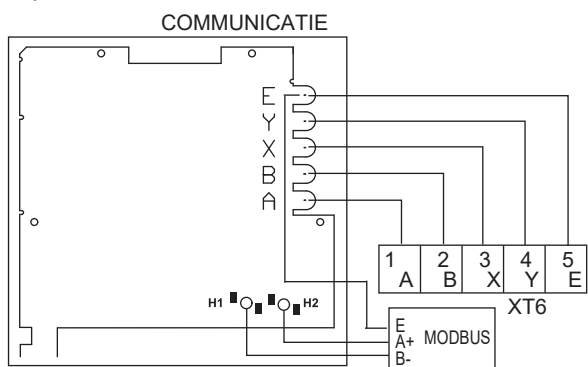 COMMUNICATIE
E
Y
X
B
A
H1 H2
1 2 3 4 5
A B X Y E
XT6
E
A+ MODBUS
B-